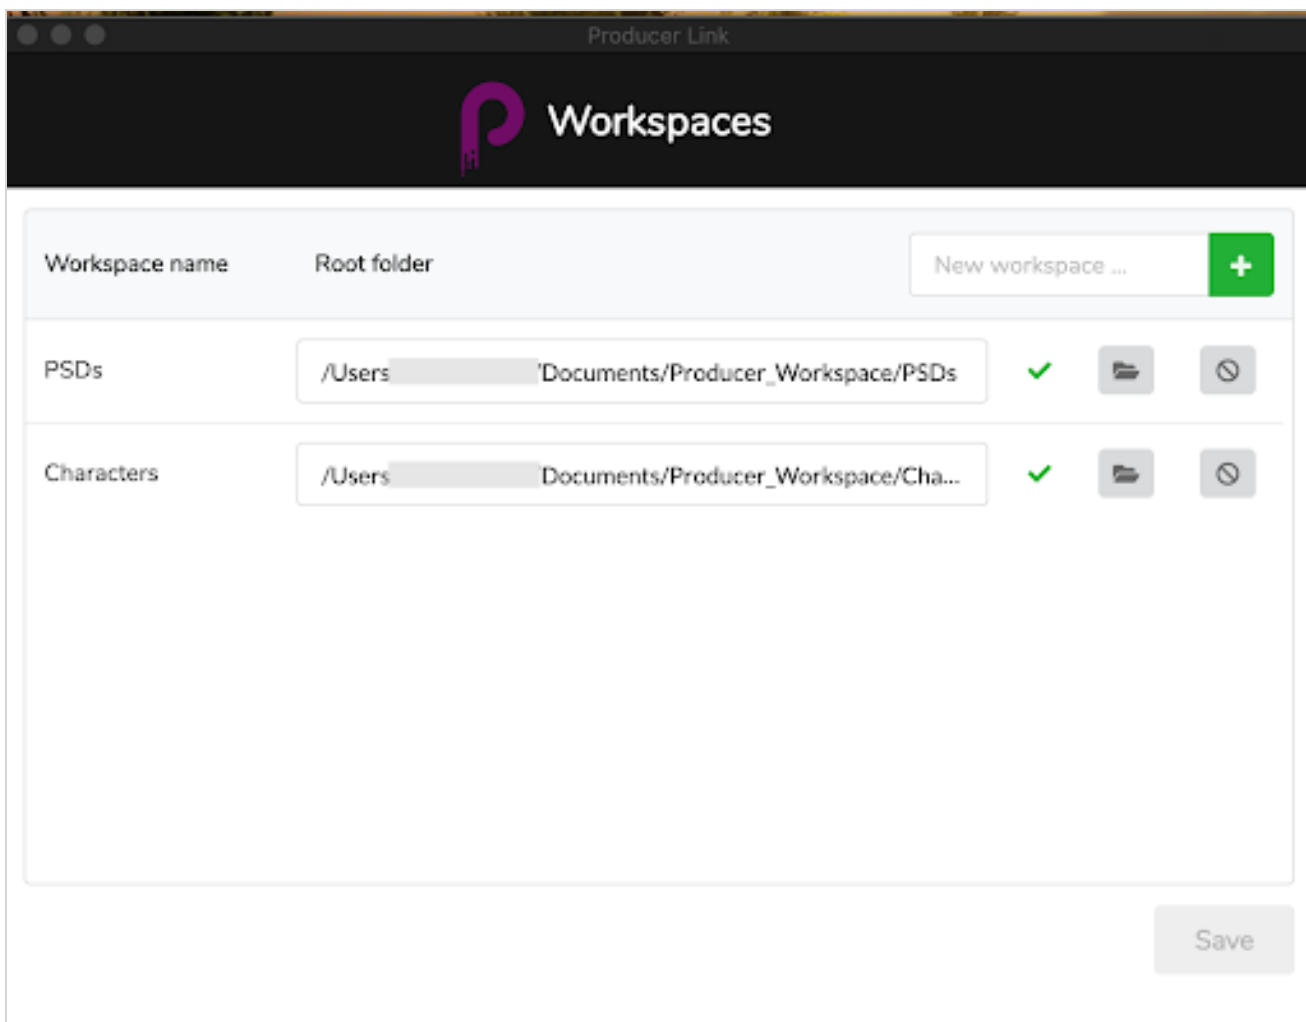 Producer Link
Workspaces
Workspace name Root folder New workspace ...
PSDs /Users /Documents/Producer_Workspace/PSDs
Characters /Users /Documents/Producer_Workspace/Cha...
Save